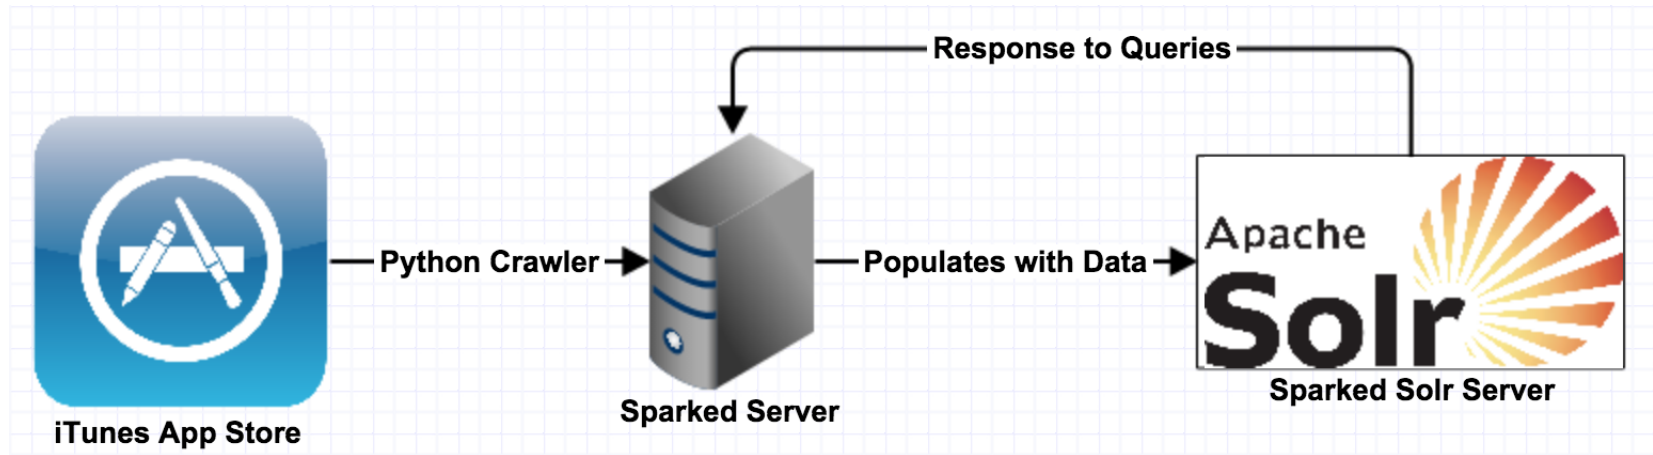 Response to Queries
Python Crawler
Populates with Data
Apache
Solr
Sparked Solr Server
Sparked Server
iTunes App Store